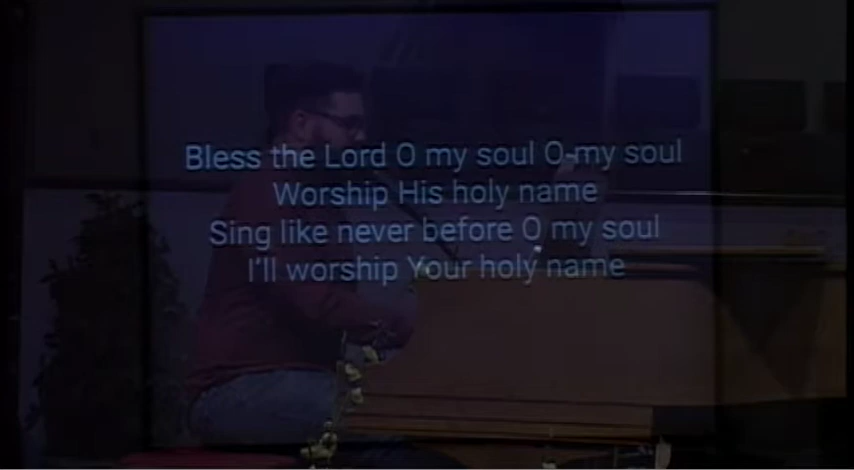 Bless the Lord O my soul O my soul
Worship His holy name
Sing like never before O my soul
I'll worship Your holy name